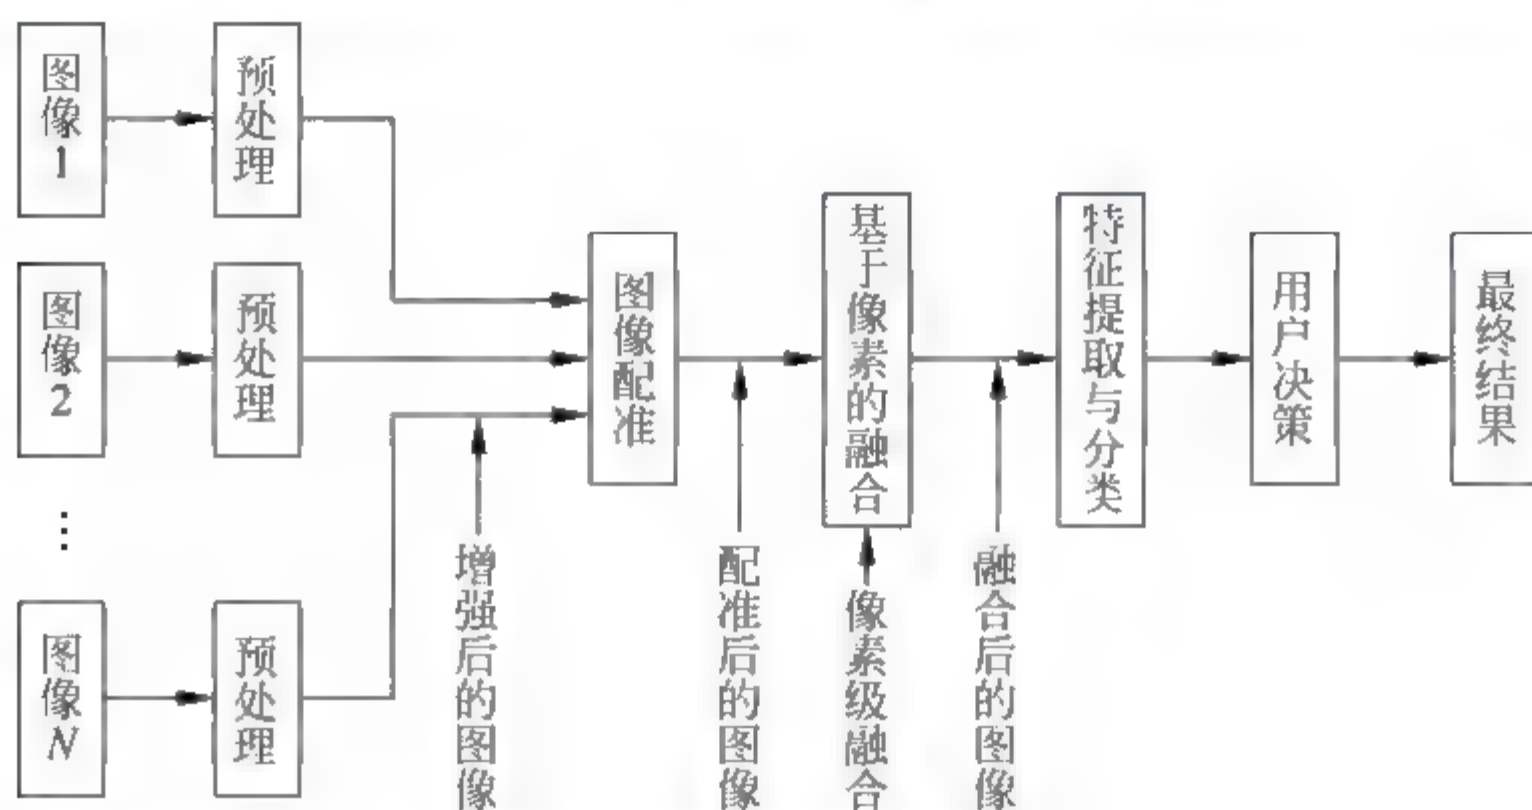 图像1
预处理
图像2
预处理
⋮
图像N
预处理
增强后的图像
图像配准
配准后的图像
基于像素的融合
像素级融合
融合后的图像
特征提取与分类
用户决策
最终结果